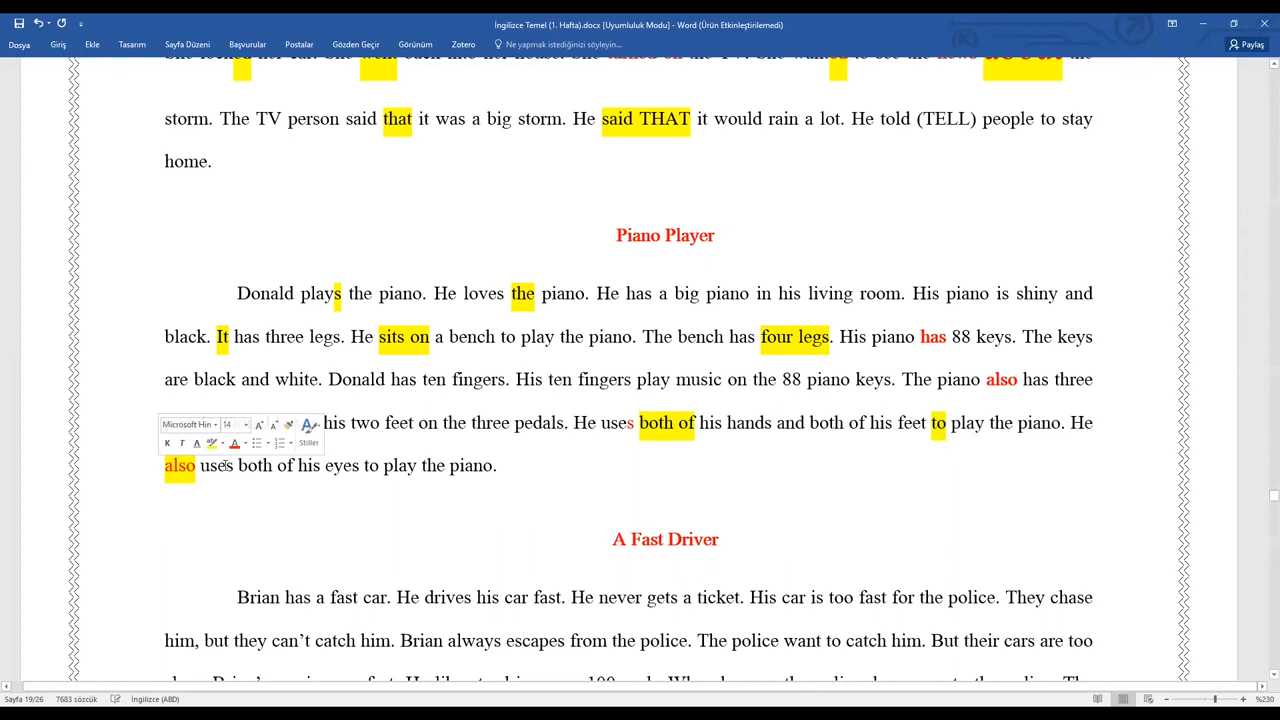 İngilizce Temel (1. Hafta).docx [Uyumluluk Modu] - Word (Ürün Etkinleştirilemedi)
Dosya Giriş Ekle Tasarım Sayfa Düzeni Başvurular Postalar Gözden Geçir Görünüm Zotero Ne yapmak istediğinizi söyleyin... Paylaş
storm. The TV person said that it was a big storm. He said THAT it would rain a lot. He told (TELL) people to stay
home.
Piano Player
Donald plays the piano. He loves the piano. He has a big piano in his living room. His piano is shiny and
black. It has three legs. He sits on a bench to play the piano. The bench has four legs. His piano has 88 keys. The keys
are black and white. Donald has ten fingers. His ten fingers play music on the 88 piano keys. The piano also has three
his two feet on the three pedals. He uses both of his hands and both of his feet to play the piano. He
Microsoft Hin 14
K T A Stiller
also uses both of his eyes to play the piano.
A Fast Driver
Brian has a fast car. He drives his car fast. He never gets a ticket. His car is too fast for the police. They chase
him, but they can’t catch him. Brian always escapes from the police. The police want to catch him. But their cars are too
Sayfa 19/26 7683 sözcük İngilizce (ABD) %230